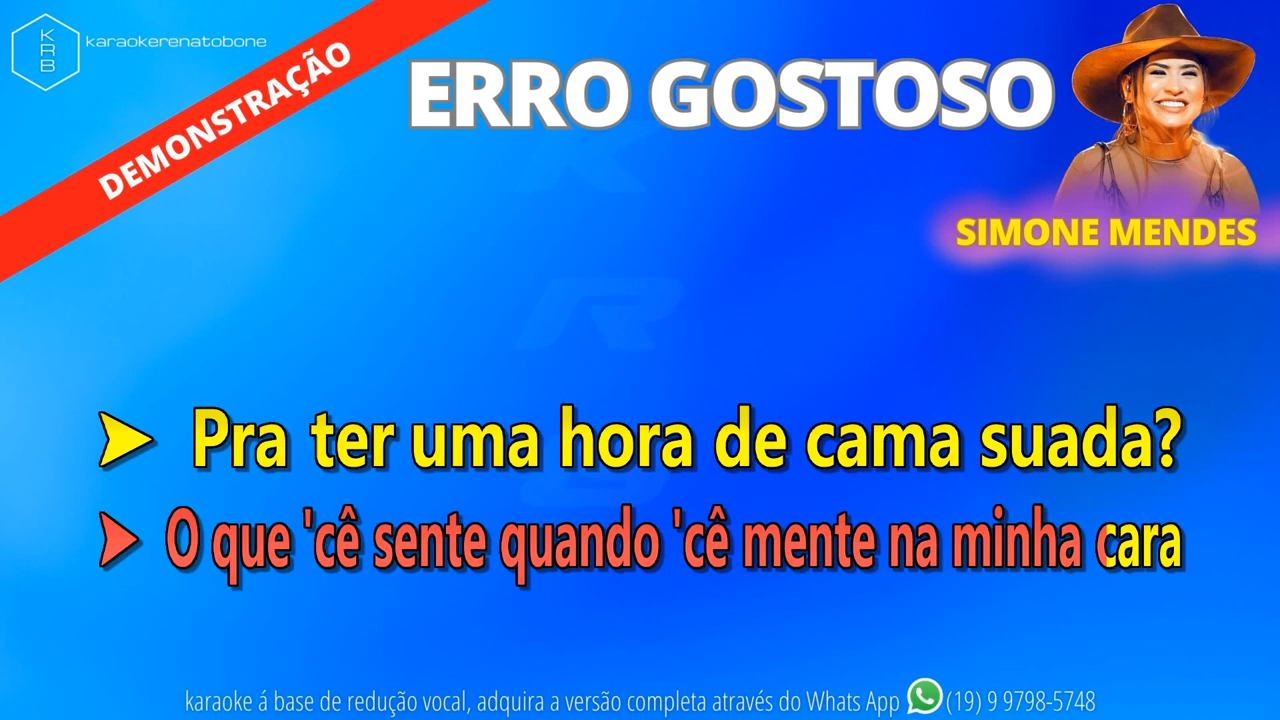 KRB
karaokerenatobone
DEMONSTRAÇÃO
ERRO GOSTOSO
SIMONE MENDES
Pra ter uma hora de cama suada?
O que 'cê sente quando 'cê mente na minha cara
karaoke á base de redução vocal, adquira a versão completa através do Whats App (19) 9 9798-5748